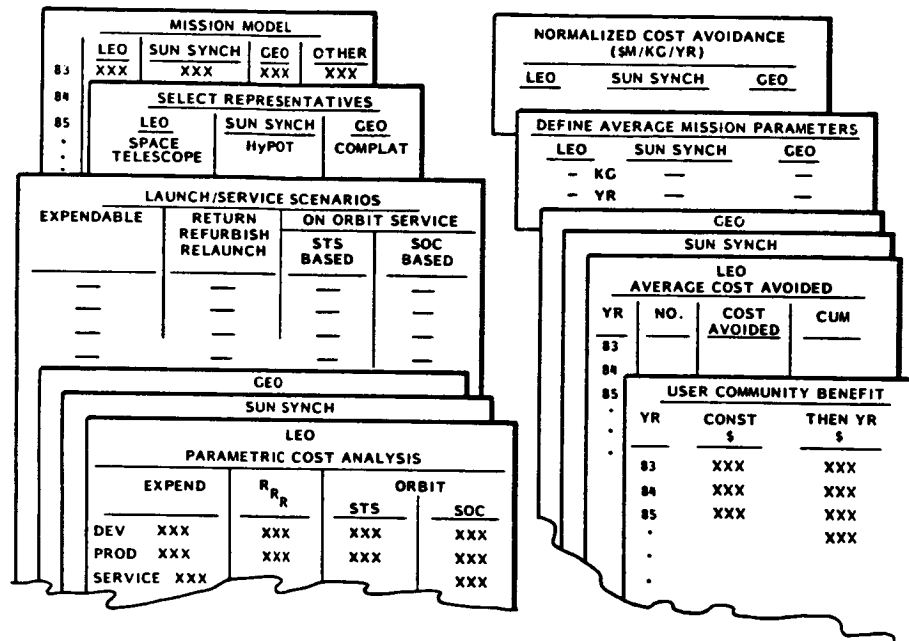 MISSION MODEL
LEO SUN SYNCH GEO OTHER
83 XXX XXX XXX XXX
84
SELECT REPRESENTATIVES
85 LEO SUN SYNCH GEO
SPACE TELESCOPE HyPOT COMPLAT
LAUNCH/SERVICE SCENARIOS
EXPENDABLE RETURN REFURBISH RELAUNCH ON ORBIT SERVICE
STS BASED SOC BASED
GEO
SUN SYNCH
LEO
PARAMETRIC COST ANALYSIS
EXPEND RRR ORBIT
STS SOC
DEV XXX XXX XXX XXX
PROD XXX XXX XXX XXX
SERVICE XXX XXX
NORMALIZED COST AVOIDANCE
($M/KG/YR)
LEO SUN SYNCH GEO
DEFINE AVERAGE MISSION PARAMETERS
LEO SUN SYNCH GEO
— KG — —
— YR — —
GEO
SUN SYNCH
LEO
AVERAGE COST AVOIDED
YR NO. COST AVOIDED CUM
83
84
85
USER COMMUNITY BENEFIT
YR CONST $ THEN YR $
83 XXX XXX
84 XXX XXX
85 XXX XXX
XXX